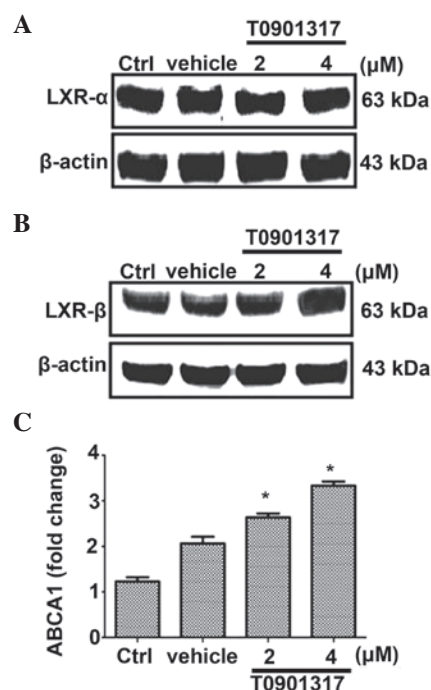 A
T0901317
Ctrl vehicle 2 4 (µM)
LXR-α 63 kDa
β-actin 43 kDa
B
T0901317
Ctrl vehicle 2 4 (µM)
LXR-β 63 kDa
β-actin 43 kDa
C
ABCA1 (fold change)
4
3
2
1
0
* *
Ctrl vehicle 2 4 (µM)
T0901317